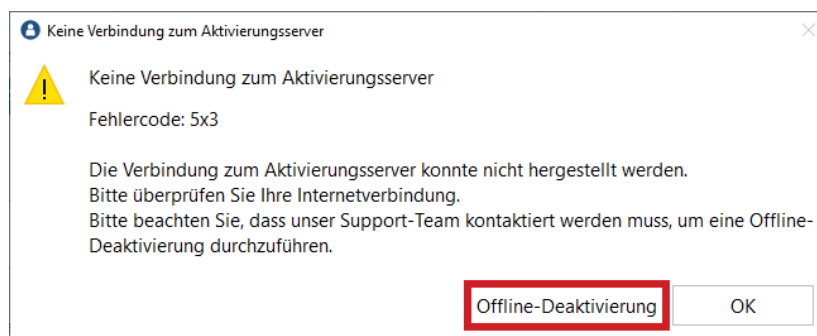 Keine Verbindung zum Aktivierungsserver
Keine Verbindung zum Aktivierungsserver
Fehlercode: 5x3
Die Verbindung zum Aktivierungsserver konnte nicht hergestellt werden.
Bitte überprüfen Sie Ihre Internetverbindung.
Bitte beachten Sie, dass unser Support-Team kontaktiert werden muss, um eine Offline-
Deaktivierung durchzuführen.
Offline-Deaktivierung OK